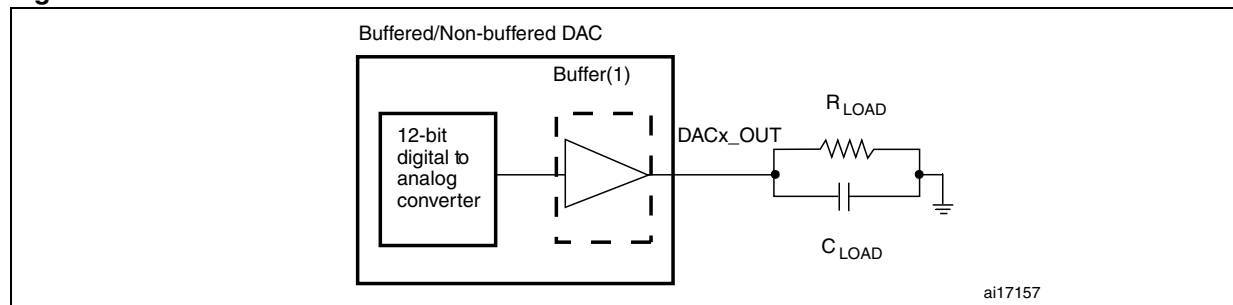 Buffered/Non-buffered DAC
Buffer(1)
12-bit
digital to
analog
converter
DACx_OUT
R LOAD
C LOAD
ai17157